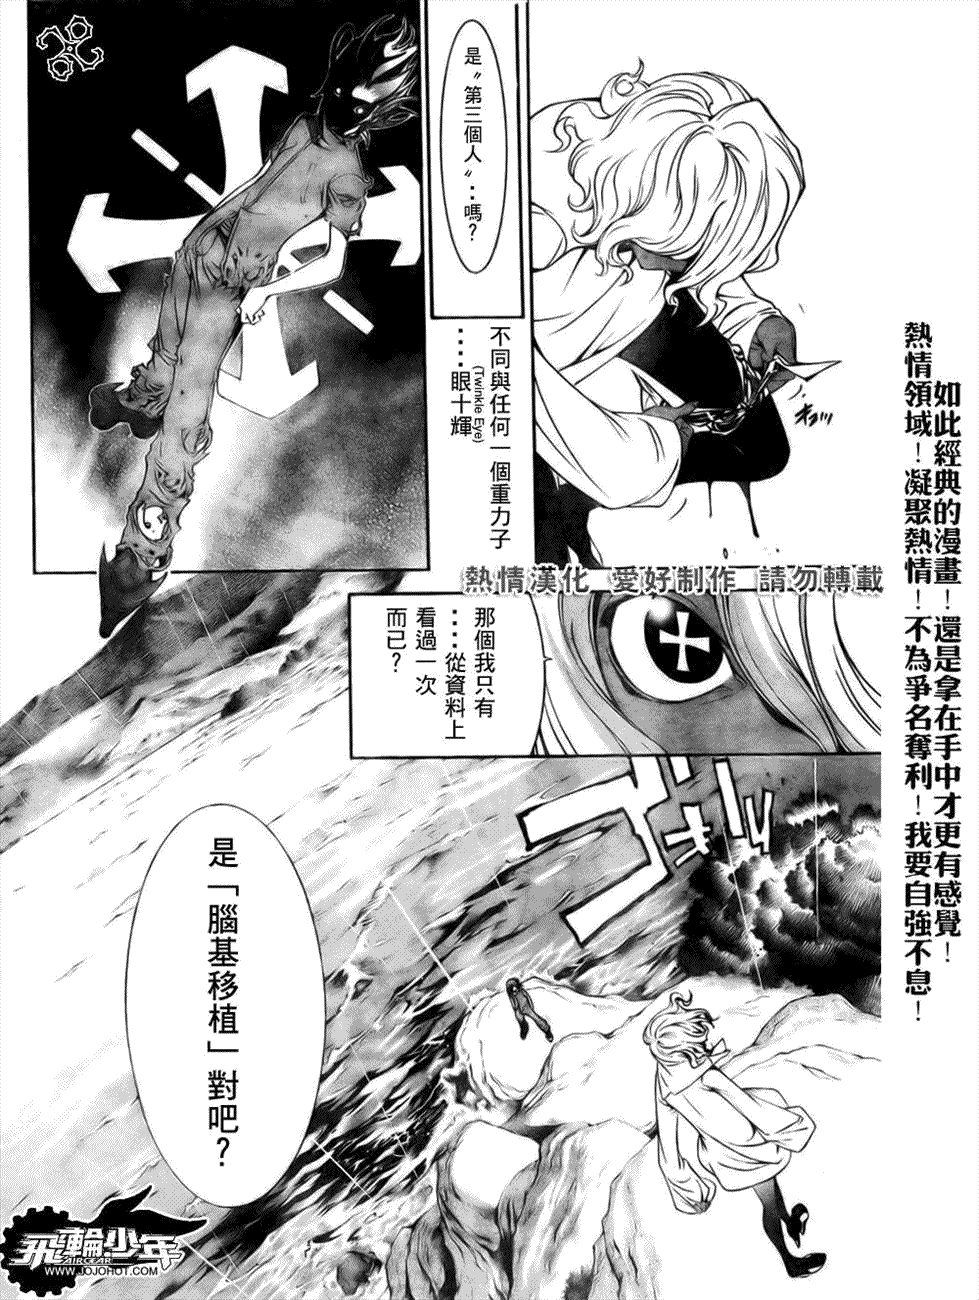 是〝第三個人〞‥嗎？
不同與任何一個重力子
‥‥眼十輝
(Twinkle Eye)
熱情漢化 愛好制作 請勿轉載
那個我只有
‥‥從資料上
看過一次
而已？
是「腦基移植」對吧？
如此經典的漫畫！還是拿在手中才更有感覺！
熱情領域！凝聚熱情！不為爭名奪利！我要自強不息！
飛輪少年
AIR GEAR
WWW.JOJOHOT.COM